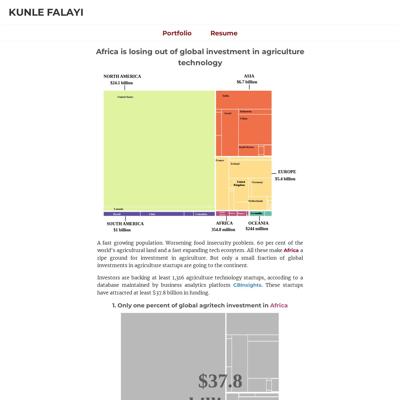 KUNLE FALAYI
Portfolio Resume
Africa is losing out of global investment in agriculture
technology
NORTH AMERICA
$24.1 billion
ASIA
$6.7 billion
United States
India
Israel
Indonesia
China
France
Ireland
United
Kingdom
Germany
Netherlands
EUROPE
$5.4 billion
Canada
Brazil
Chile
Colombia
SOUTH AMERICA
$1 billion
AFRICA
OCEANIA
$244 million
A fast growing population. Worsening food insecurity problem. 60 per cent of the
world's agricultural land and a fast expanding tech ecosystem. All these make Africa a
ripe ground for investment in agriculture. But only a small fraction of global
investments in agriculture startups are going to the continent.
Investors are backing at least 1,316 agriculture technology startups, according to a
database maintained by business analytics platform CBInsights. These startups
have attracted at least $37.8 billion in funding.
1. Only one percent of global agritech investment in Africa
$37.8